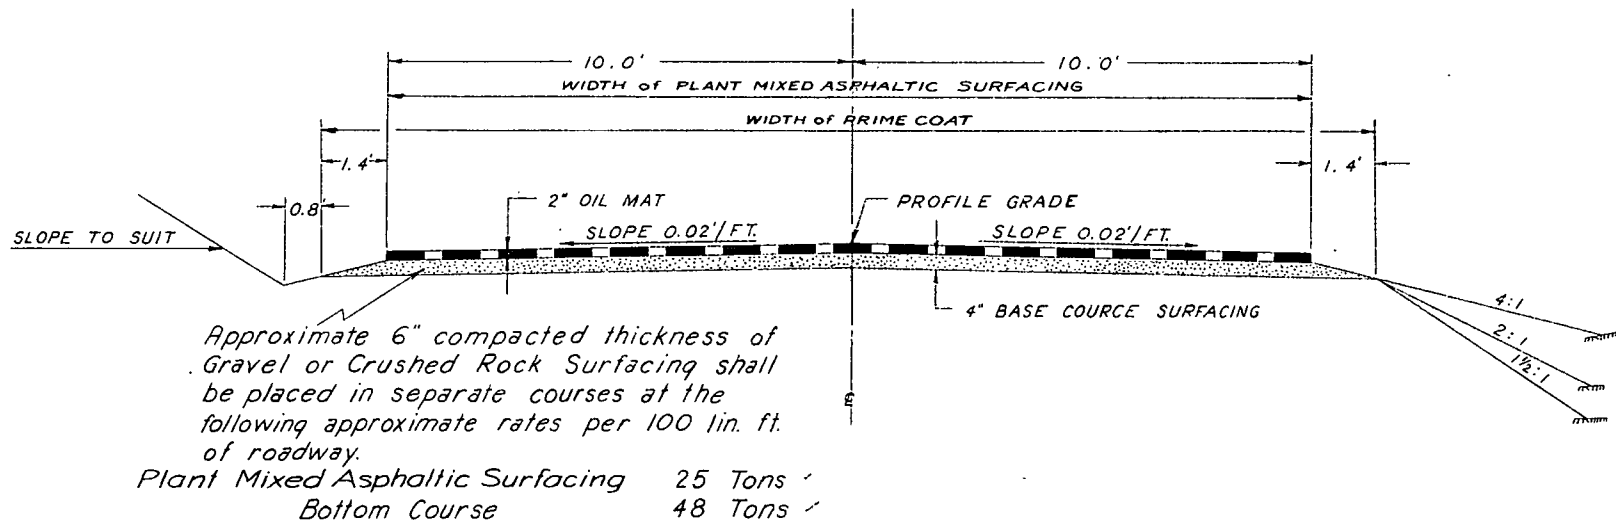 10.0' 10.0'
WIDTH of PLANT MIXED ASPHALTIC SURFACING
WIDTH of PRIME COAT
1.4' 1.4'
0.8'
2" OIL MAT PROFILE GRADE
SLOPE TO SUIT SLOPE 0.02'/FT. SLOPE 0.02'/FT.
4" BASE COURCE SURFACING
4:1
2:1
1½:1
Approximate 6" compacted thickness of
Gravel or Crushed Rock Surfacing shall
be placed in separate courses at the
following approximate rates per 100 lin. ft.
of roadway.
Plant Mixed Asphaltic Surfacing 25 Tons
Bottom Course 48 Tons